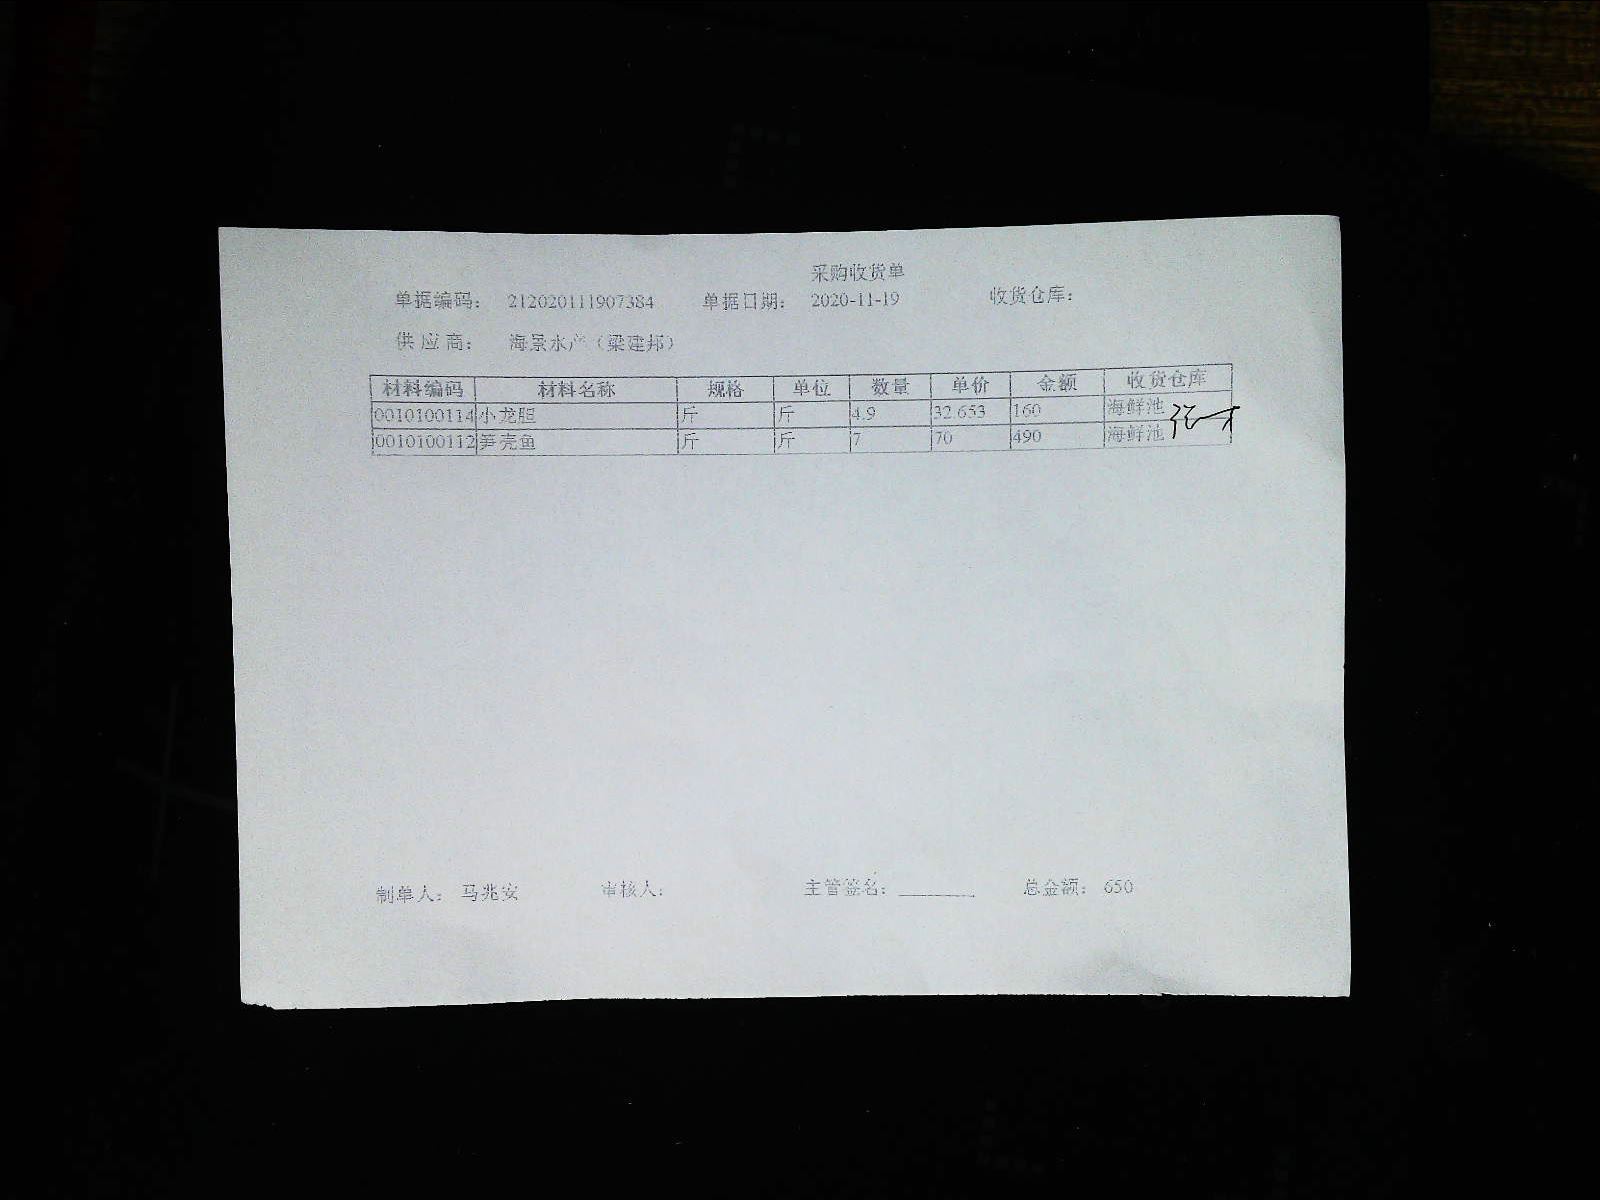 采购收货单
单据编码： 212020111907384 单据日期： 2020-11-19 收货仓库：
供 应 商： 海景水产（梁建邦）
材料编码 材料名称 规格 单位 数量 单价 金额 收货仓库
0010100114 小龙胆 斤 斤 4.9 32.653 160 海鲜池
0010100112 笋壳鱼 斤 斤 7 70 490 海鲜池
制单人： 马兆安 审核人： 主管签名： 总金额： 650